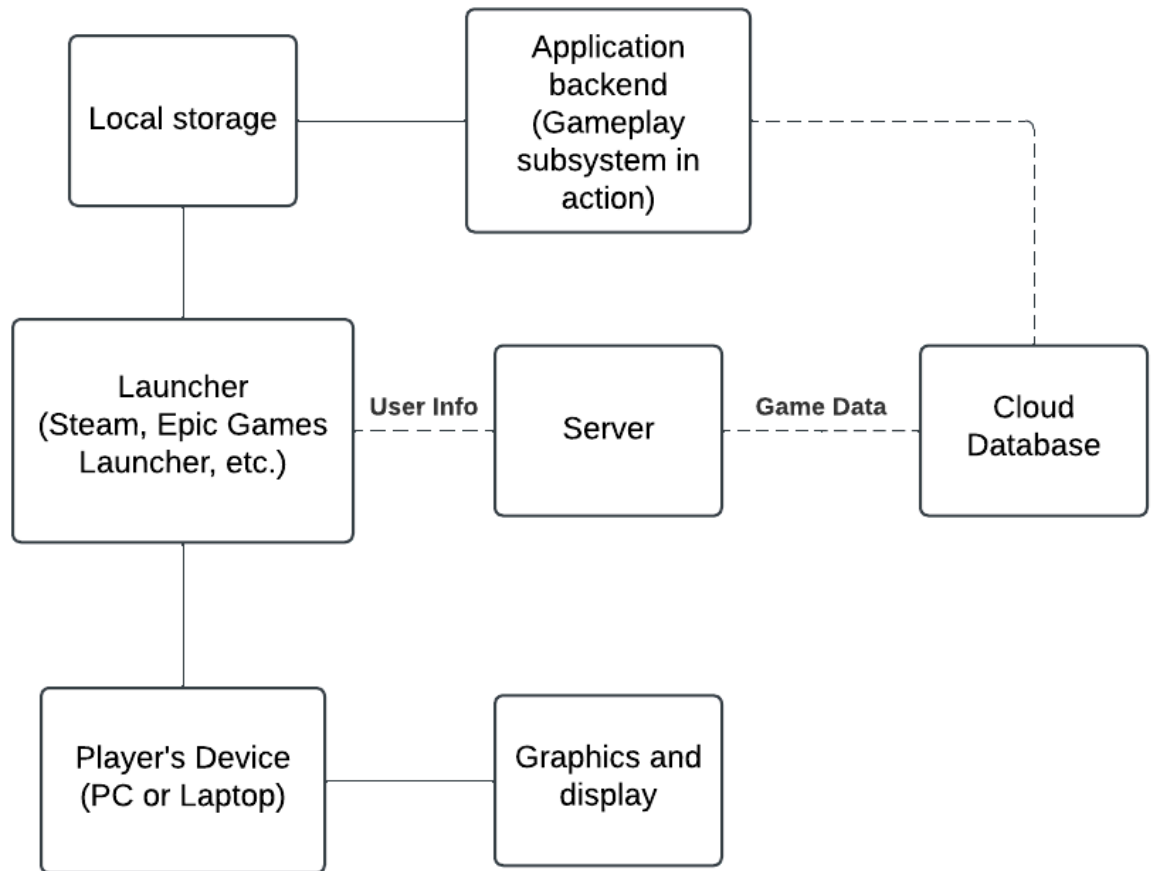 Local storage
Application
backend
(Gameplay
subsystem in
action)
Launcher
(Steam, Epic Games
Launcher, etc.)
User Info
Server
Game Data
Cloud
Database
Player's Device
(PC or Laptop)
Graphics and
display